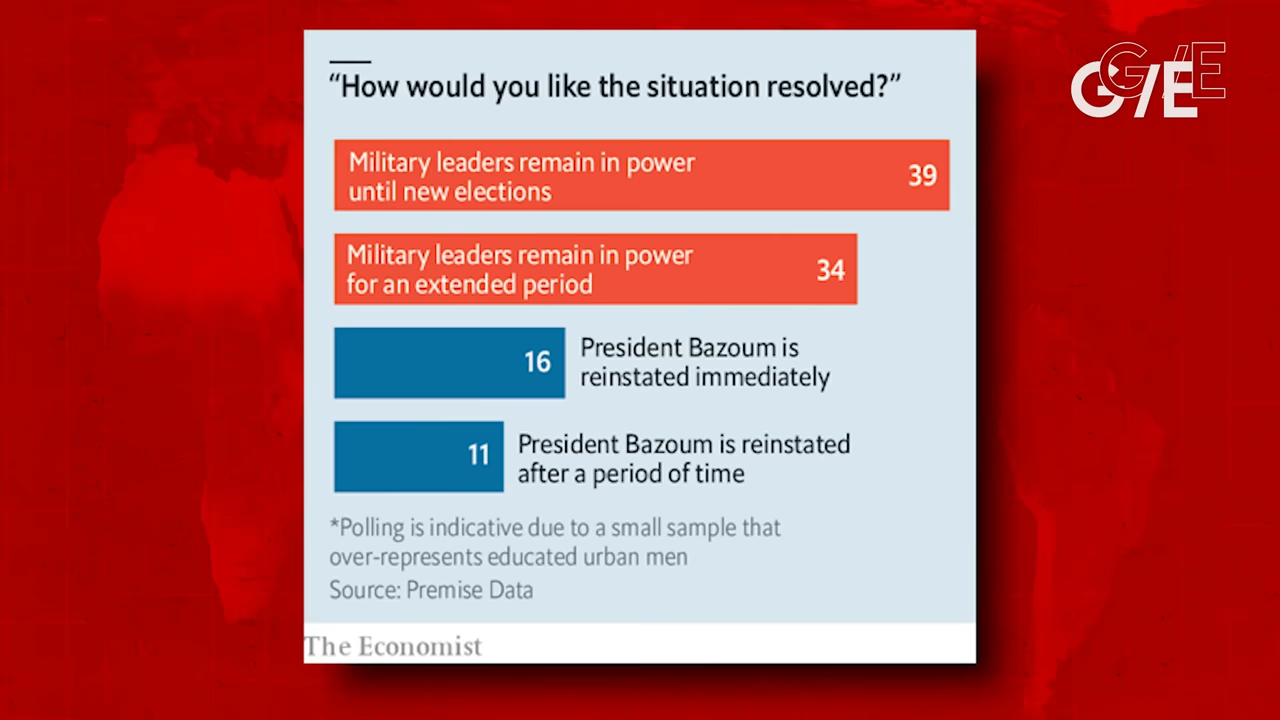 G/E
G/E
“How would you like the situation resolved?”
Military leaders remain in power
until new elections
39
Military leaders remain in power
for an extended period
34
16
President Bazoum is
reinstated immediately
11
President Bazoum is reinstated
after a period of time
*Polling is indicative due to a small sample that
over-represents educated urban men
Source: Premise Data
The Economist